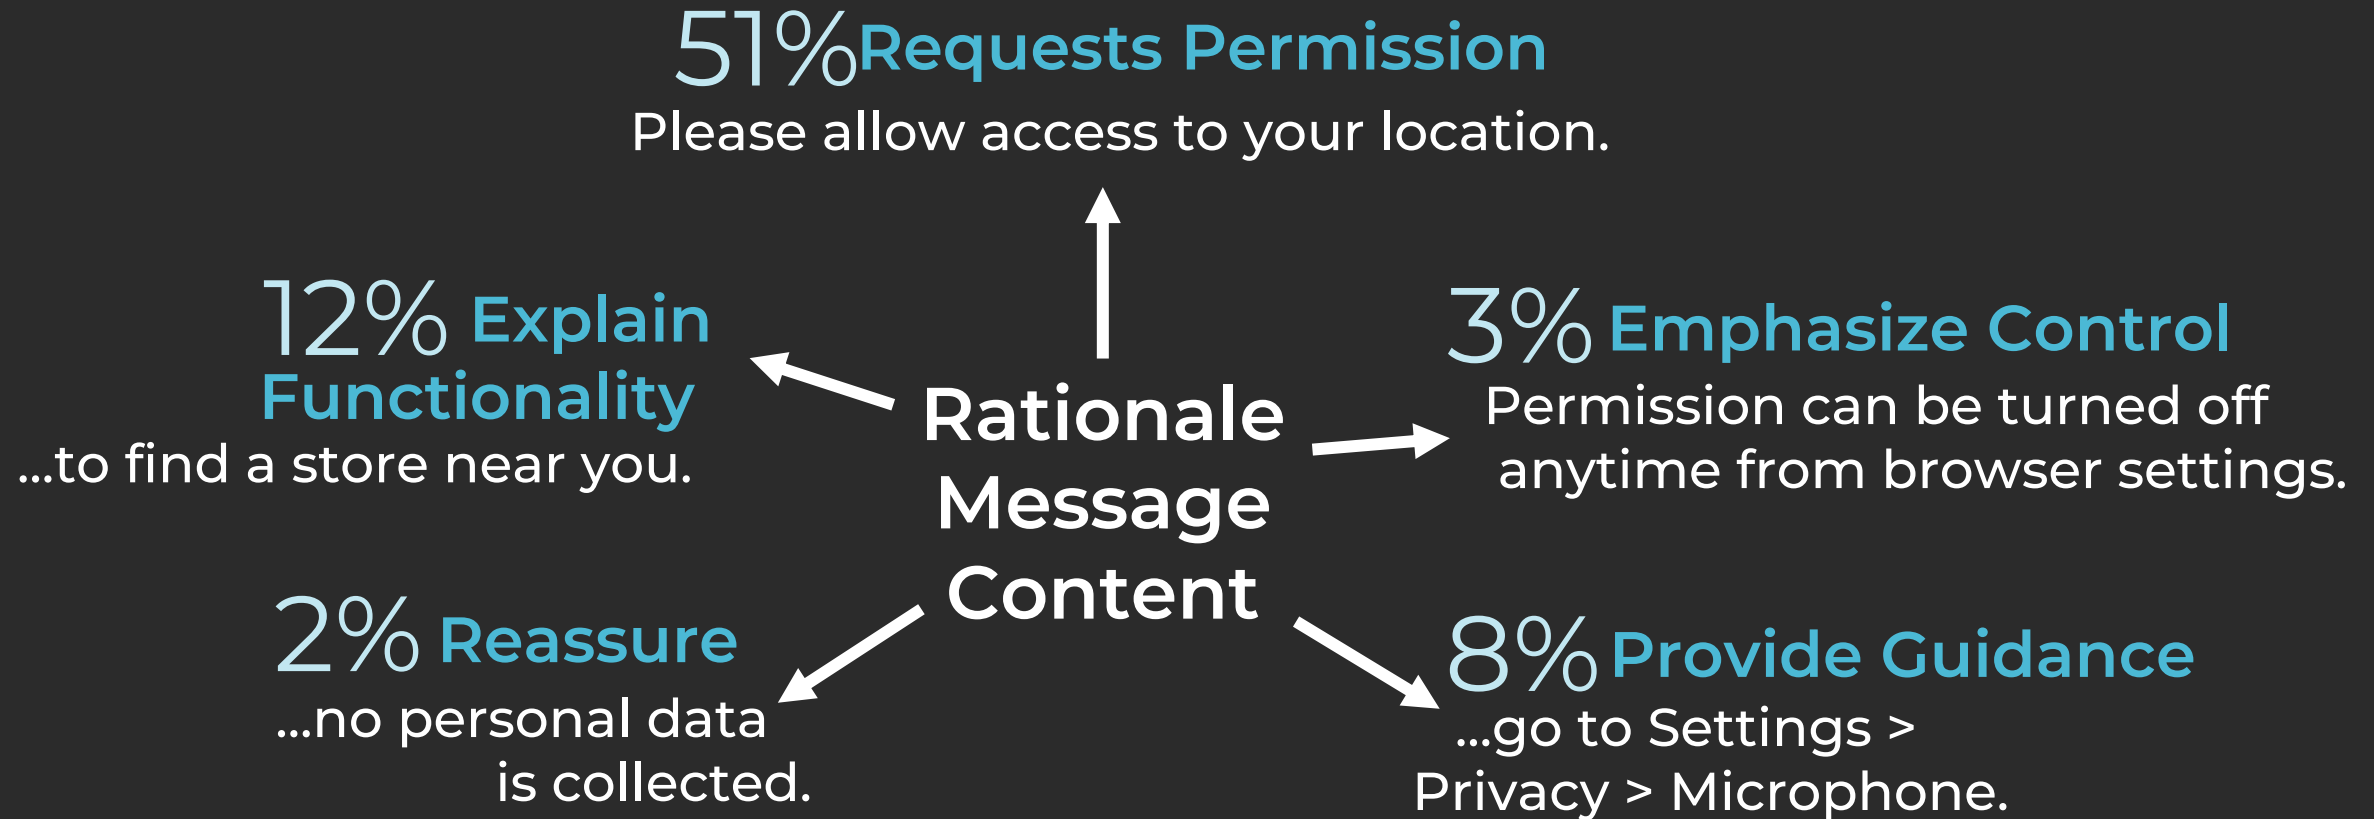 51% Requests Permission
Please allow access to your location.
12% Explain
Functionality
...to find a store near you.
3% Emphasize Control
Permission can be turned off
anytime from browser settings.
Rationale
Message
Content
2% Reassure
...no personal data
is collected.
8% Provide Guidance
...go to Settings >
Privacy > Microphone.